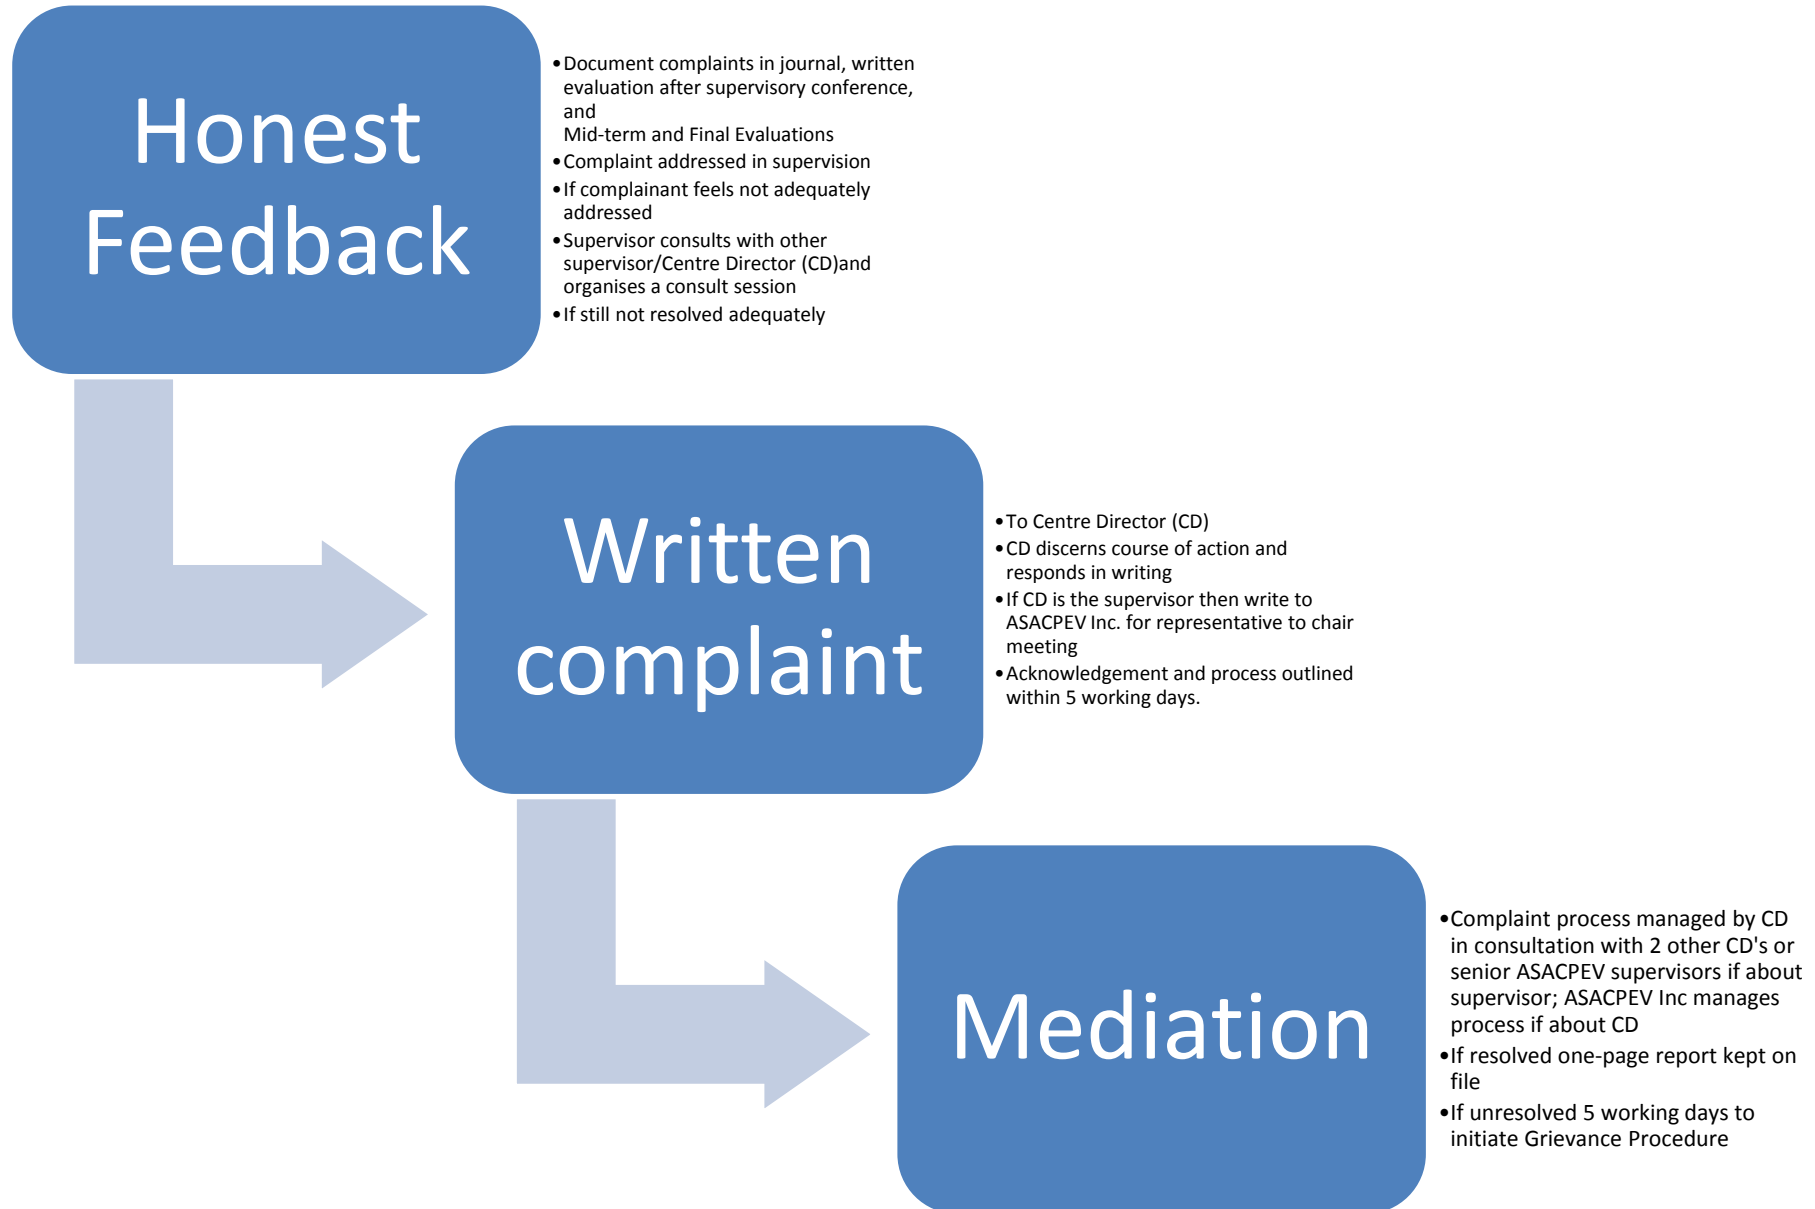 Honest
Feedback
•Document complaints in journal, written
evaluation after supervisory conference,
and
Mid-term and Final Evaluations
•Complaint addressed in supervision
•If complainant feels not adequately
addressed
•Supervisor consults with other
supervisor/Centre Director (CD)and
organises a consult session
•If still not resolved adequately
Written
complaint
•To Centre Director (CD)
•CD discerns course of action and
responds in writing
•If CD is the supervisor then write to
ASACPEV Inc. for representative to chair
meeting
•Acknowledgement and process outlined
within 5 working days.
Mediation
•Complaint process managed by CD
in consultation with 2 other CD's or
senior ASACPEV supervisors if about
supervisor; ASACPEV Inc manages
process if about CD
•If resolved one-page report kept on
file
•If unresolved 5 working days to
initiate Grievance Procedure